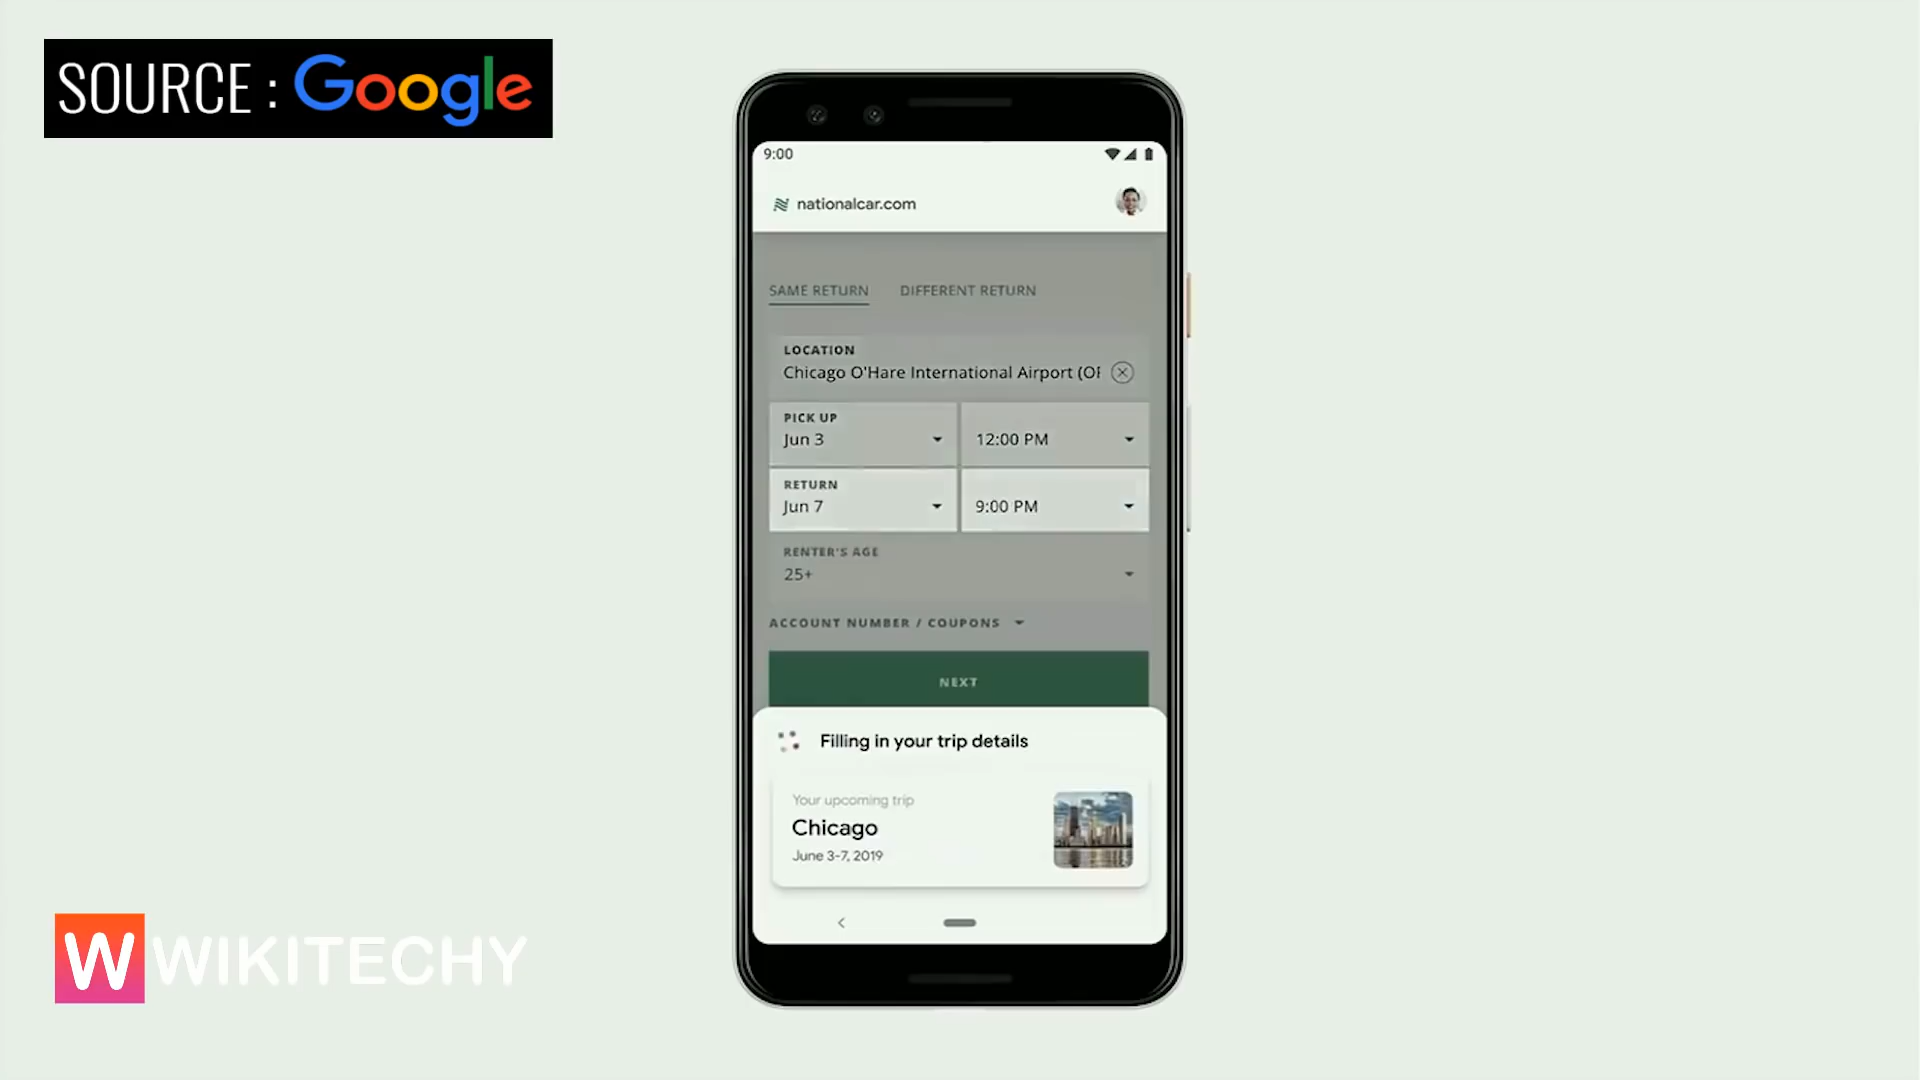 SOURCE : Google
9:00
nationalcar.com
SAME RETURN DIFFERENT RETURN
LOCATION
Chicago O'Hare International Airport (OR
PICK UP
Jun 3 12:00 PM
RETURN
Jun 7 9:00 PM
RENTER'S AGE
25+
ACCOUNT NUMBER / COUPONS
NEXT
Filling in your trip details
Your upcoming trip
Chicago
June 3-7, 2019
W WIKITECHY